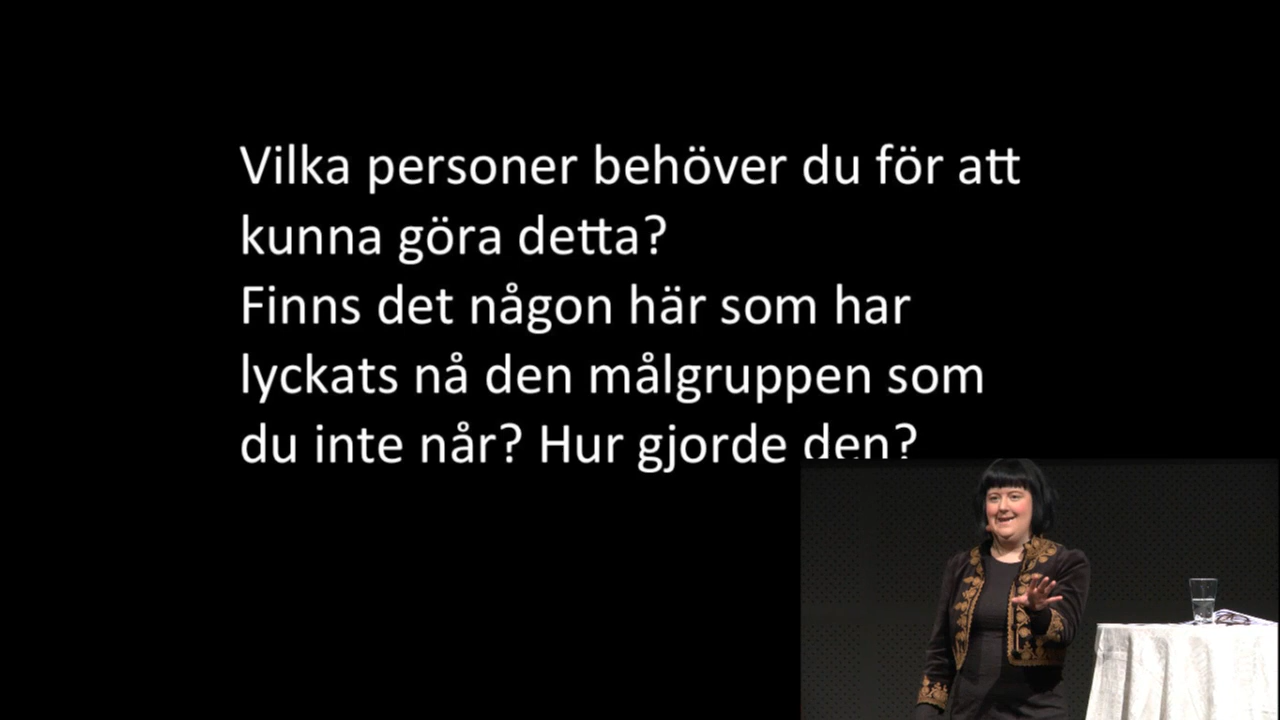 Vilka personer behöver du för att
kunna göra detta?
Finns det någon här som har
lyckats nå den målgruppen som
du inte når? Hur gjorde den?